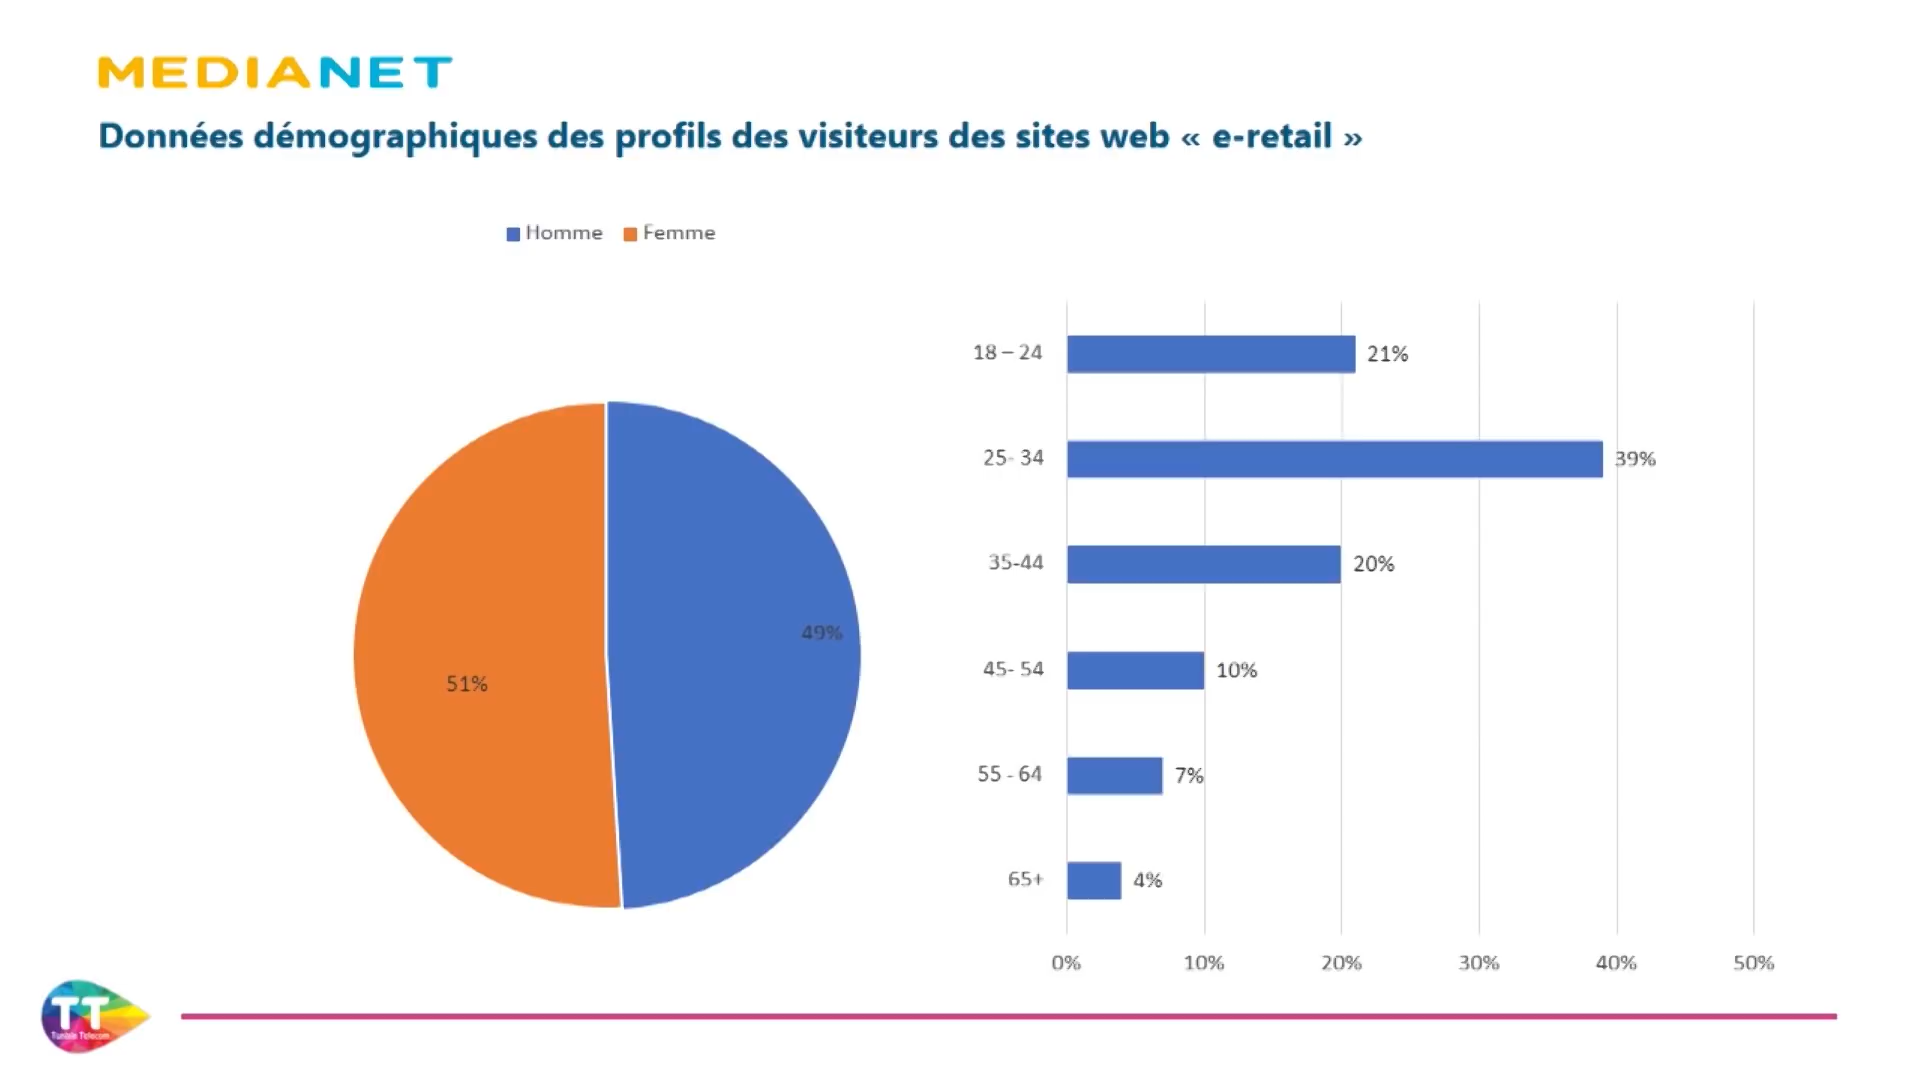 MEDIANET
Données démographiques des profils des visiteurs des sites web « e-retail »
Homme Femme
49%
51%
18 – 24 21%
25- 34 39%
35-44 20%
45- 54 10%
55 - 64 7%
65+ 4%
0% 10% 20% 30% 40% 50%
TT
Tunisie Telecom